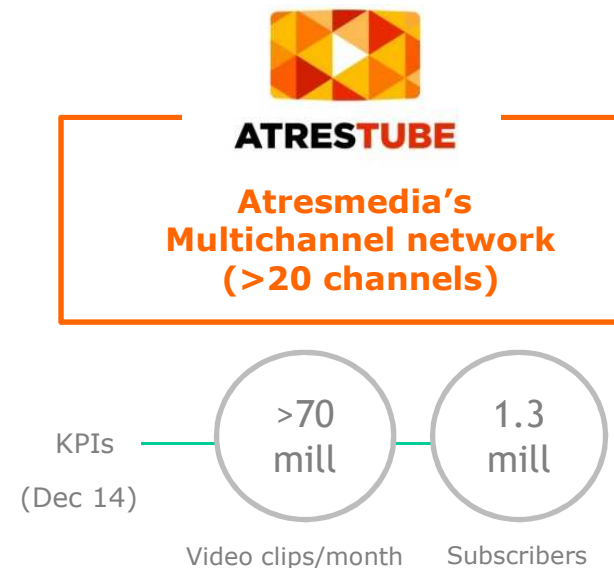 ATRESTUBE
Atresmedia’s
Multichannel network
(>20 channels)
KPIs
(Dec 14)
>70
mill
1.3
mill
Video clips/month
Subscribers